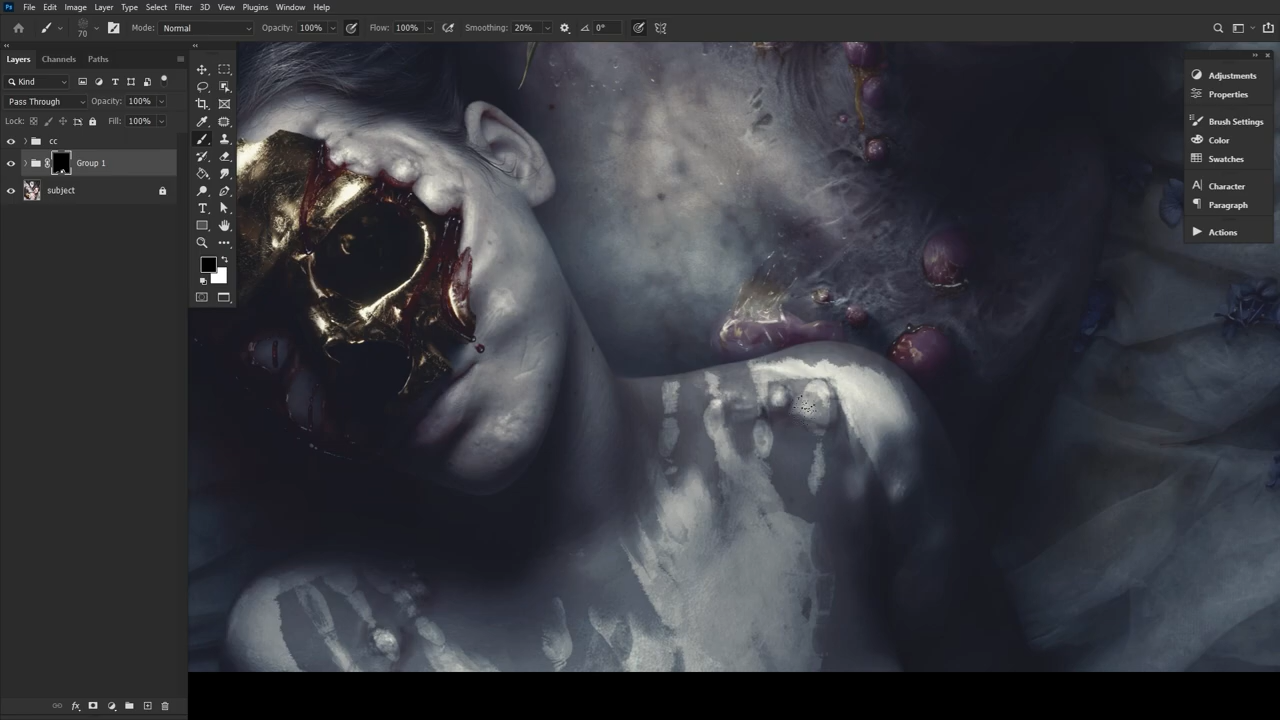 Ps File Edit Image Layer Type Select Filter 3D View Plugins Window Help
70 Mode: Normal Opacity: 100% Flow: 100% Smoothing: 20% 0°
Layers Channels Paths
Kind
Pass Through Opacity: 100%
Lock: Fill: 100%
cc
Group 1
subject
T
Adjustments
Properties
Brush Settings
Color
Swatches
Character
Paragraph
Actions
fx